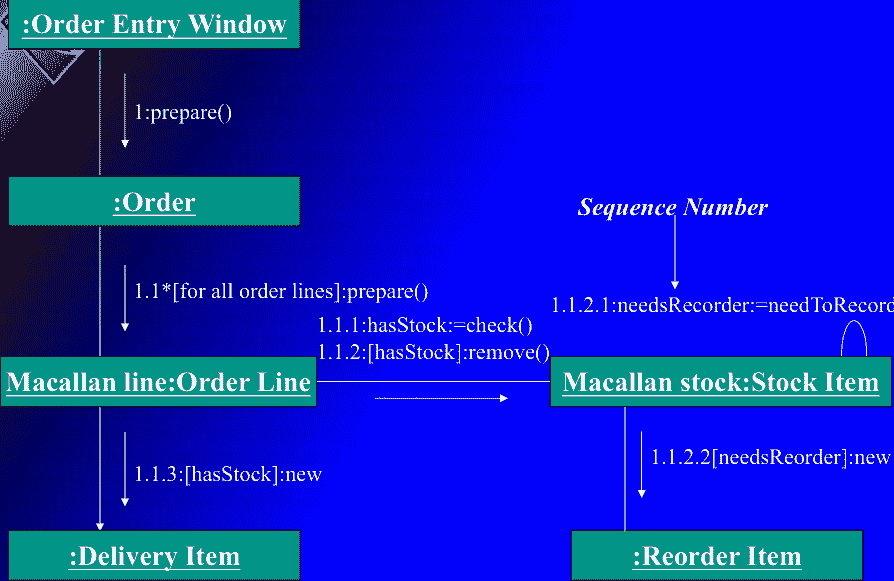 :Order Entry Window
1:prepare()
:Order
Sequence Number
1.1*[for all order lines]:prepare()
1.1.2.1:needsRecorder:=needToRecord
1.1.1:hasStock:=check()
1.1.2:[hasStock]:remove()
Macallan line:Order Line
Macallan stock:Stock Item
1.1.3:[hasStock]:new
1.1.2.2[needsReorder]:new
:Delivery Item
:Reorder Item